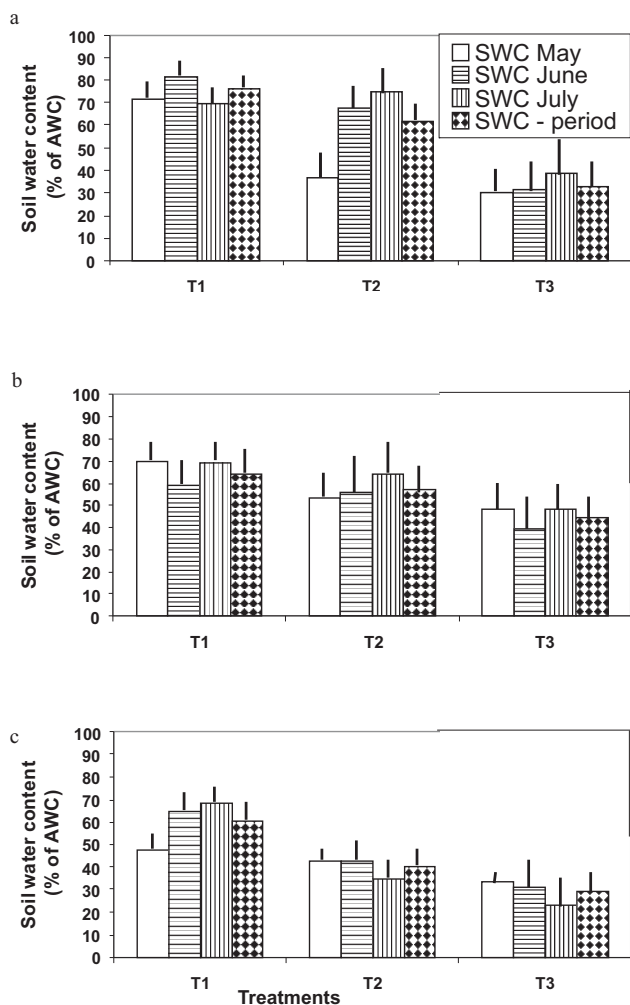 a
Soil water content
(% of AWC)
100
90
80
70
60
50
40
30
20
10
0
SWC May
SWC June
SWC July
SWC - period
T1 T2 T3
b
Soil water content
(% of AWC)
100
90
80
70
60
50
40
30
20
10
0
T1 T2 T3
c
Soil water content
(% of AWC)
100
90
80
70
60
50
40
30
20
10
0
T1 T2 T3
Treatments